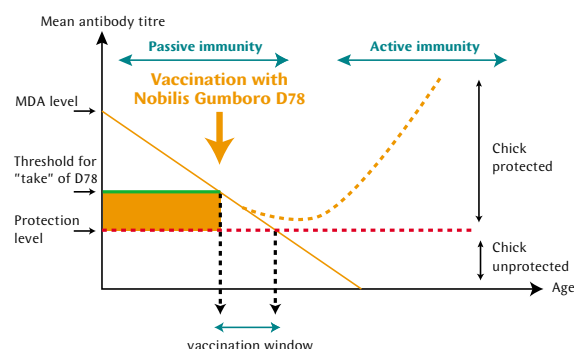 Mean antibody titre
Passive immunity
Active immunity
Vaccination with
Nobilis Gumboro D78
MDA level
Threshold for
"take" of D78
Protection
level
Chick
protected
Chick
unprotected
Age
vaccination window